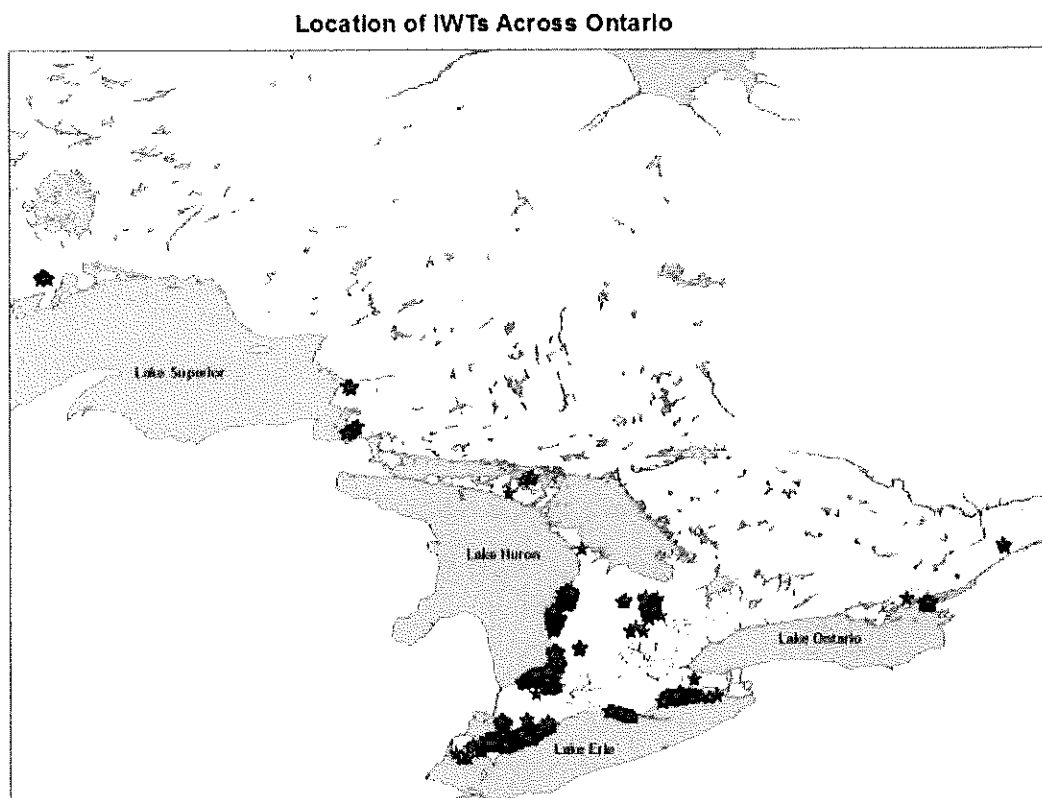 Location of IWTs Across Ontario
Lake Superior
Lake Huron
Lake Ontario
Lake Erie